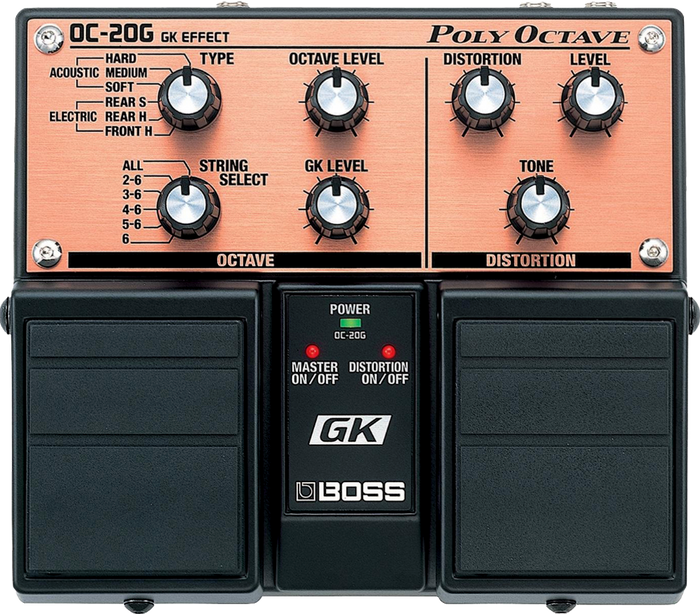 OC-20G GK EFFECT
POLY OCTAVE
HARD
ACOUSTIC MEDIUM
SOFT
REAR S
ELECTRIC REAR H
FRONT H
TYPE
OCTAVE LEVEL
DISTORTION
LEVEL
ALL
2-6
3-6
4-6
5-6
6
STRING
SELECT
GK LEVEL
TONE
OCTAVE
DISTORTION
POWER
OC-20G
MASTER
ON/OFF
DISTORTION
ON/OFF
GK
BOSS